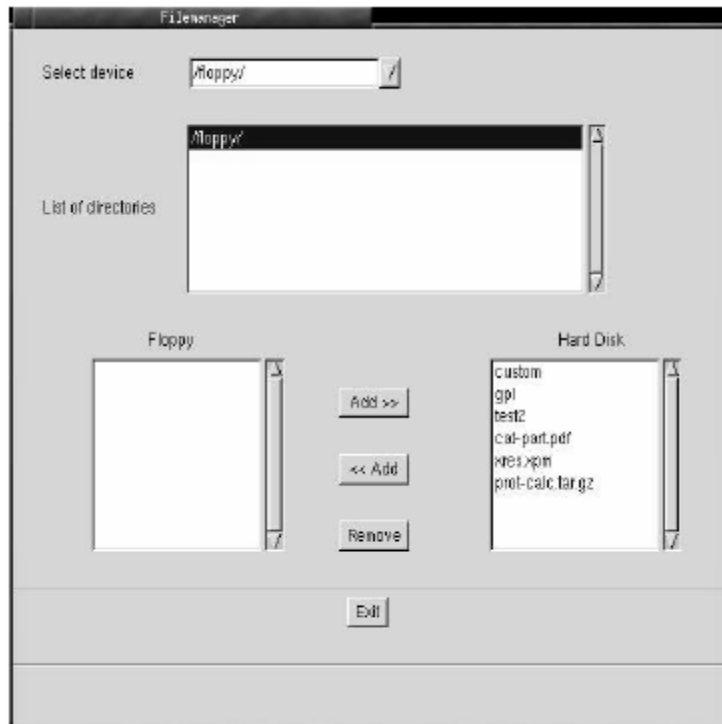 Filemanager
Select device
/floppy/
/floppy/
List of directories
Floppy
Hard Disk
custom
gpl
test2
cat-part.pdf
xres.xpm
prot-calc.tar.gz
Add >>
<< Add
Remove
Exit